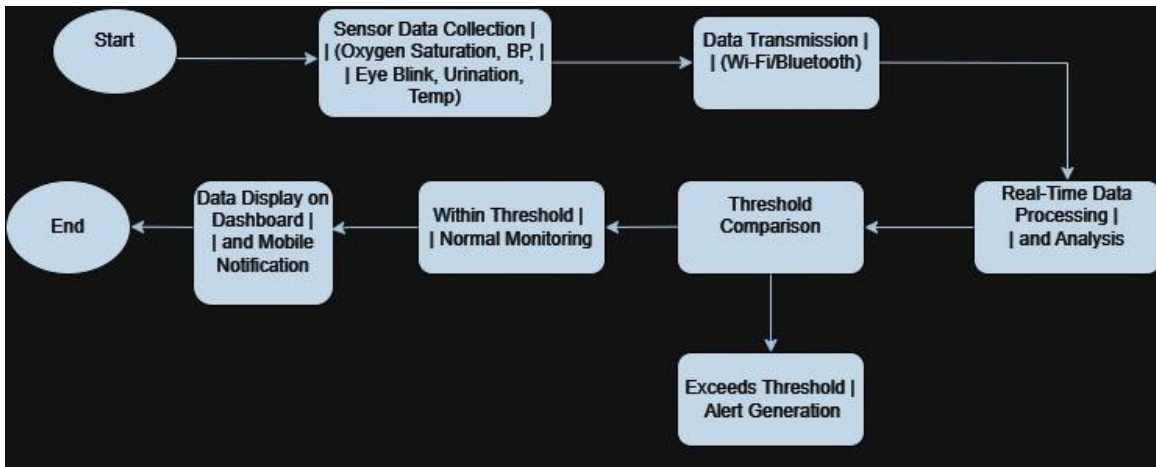 Start
Sensor Data Collection |
| (Oxygen Saturation, BP, |
| Eye Blink, Urination,
Temp)
Data Transmission |
| (Wi-Fi/Bluetooth)
Real-Time Data
Processing |
| and Analysis
Threshold
Comparison
Within Threshold |
| Normal Monitoring
Data Display on
Dashboard |
| and Mobile
Notification
End
Exceeds Threshold |
Alert Generation